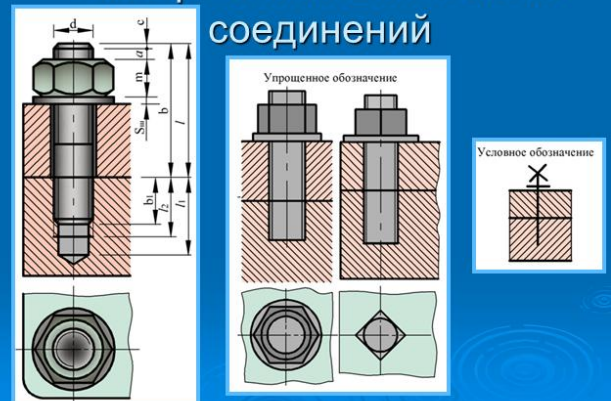 соединений
Упрощенное обозначение
Условное обозначение
d
c
a
m
Sш
b
l
b1
l2
l1